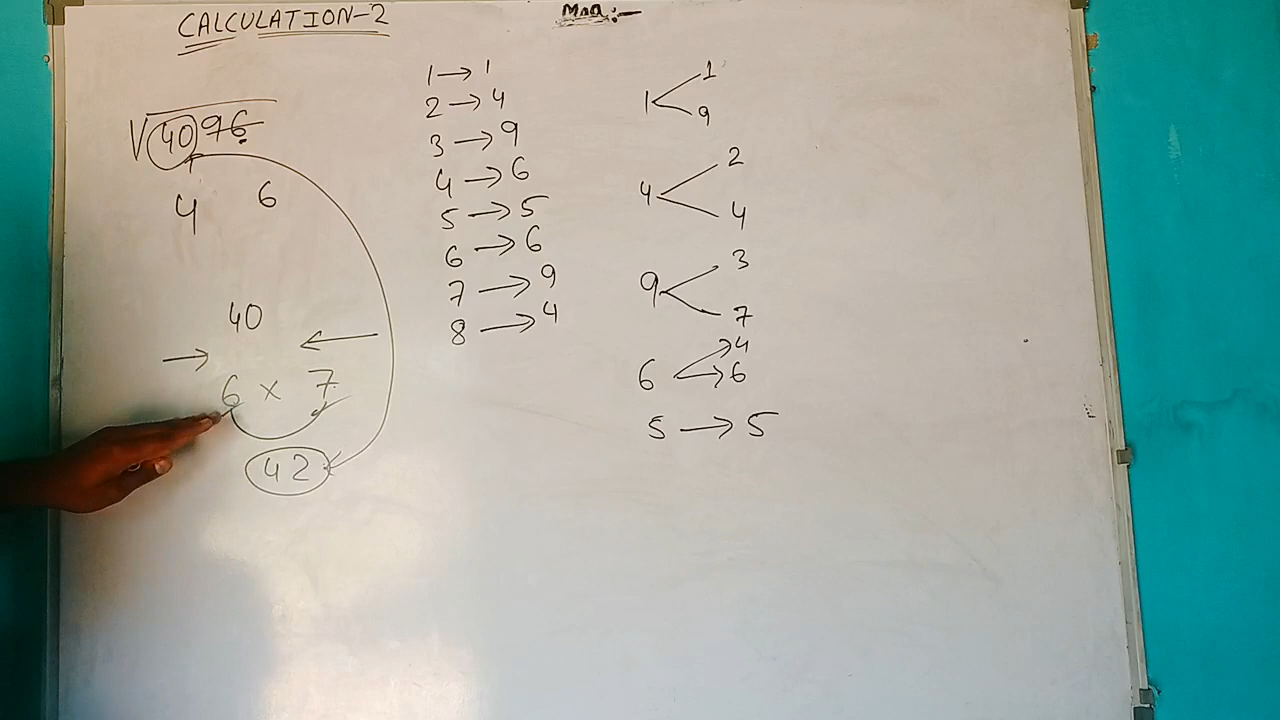 CALCULATION-2
√4096
4 6
40
6 x 7
42
1 → 1
2 → 4
3 → 9
4 → 6
5 → 5
6 → 6
7 → 9
8 → 4
1 < 1
9
4 < 2
4
9 < 3
7
6 < 4
6
5 → 5